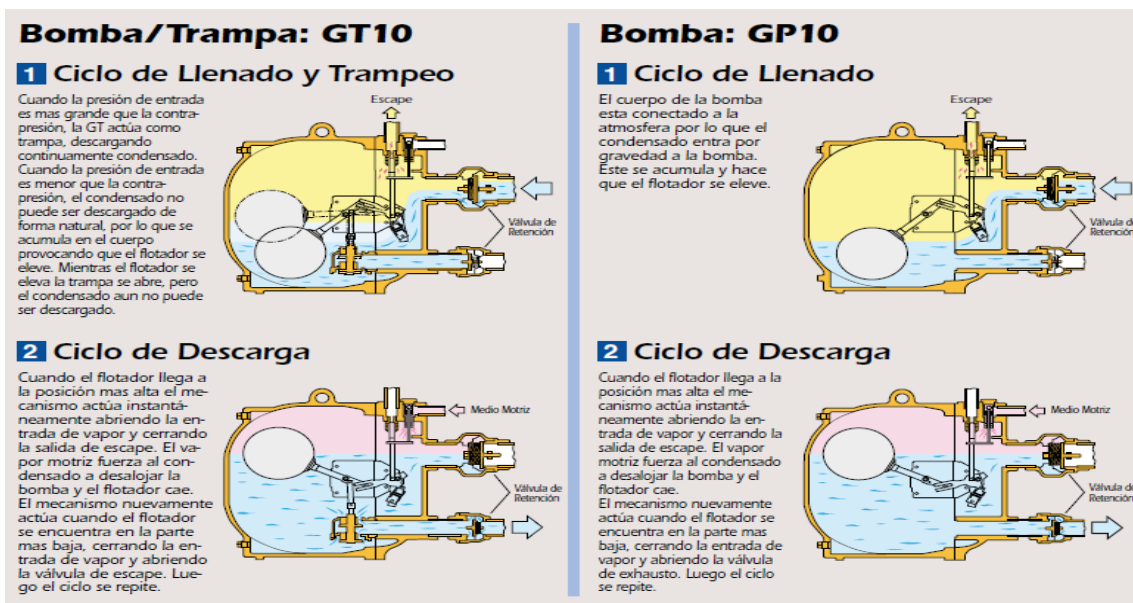 Bomba/Trampa: GT10
1 Ciclo de Llenado y Trampeo
Cuando la presión de entrada
es mas grande que la contra-
presión, la GT actúa como
trampa, descargando
continuamente condensado.
Cuando la presión de entrada
es menor que la contra-
presión, el condensado no
puede ser descargado de
forma natural, por lo que se
acumula en el cuerpo
provocando que el flotador se
eleve. Mientras el flotador se
eleva la trampa se abre, pero
el condensado aun no puede
ser descargado.
Escape
Válvula de
Retención
2 Ciclo de Descarga
Cuando el flotador llega a
la posición mas alta el me-
canismo actúa instantá-
neamente abriendo la en-
trada de vapor y cerrando
la salida de escape. El va-
por motriz fuerza al con-
densado a desalojar la
bomba y el flotador cae.
El mecanismo nuevamente
actúa cuando el flotador
se encuentra en la parte
mas baja, cerrando la en-
trada de vapor y abriendo
la válvula de escape. Lue-
go el ciclo se repite.
Medio Motriz
Válvula de
Retención
Bomba: GP10
1 Ciclo de Llenado
El cuerpo de la bomba
esta conectado a la
atmosfera por lo que el
condensado entra por
gravedad a la bomba.
Este se acumula y hace
que el flotador se eleve.
Escape
Válvula de
Retención
2 Ciclo de Descarga
Cuando el flotador llega a la
posición mas alta el me-
canismo actúa instantá-
neamente abriendo la en-
trada de vapor y cerrando la
salida de escape. El vapor
motriz fuerza al condensado
a desalojar la bomba y el
flotador cae.
El mecanismo nuevamente
actúa cuando el flotador se
encuentra en la parte mas
baja, cerrando la entrada de
vapor y abriendo la válvula
de exhausto. Luego el ciclo
se repite.
Medio Motriz
Válvula de
Retención